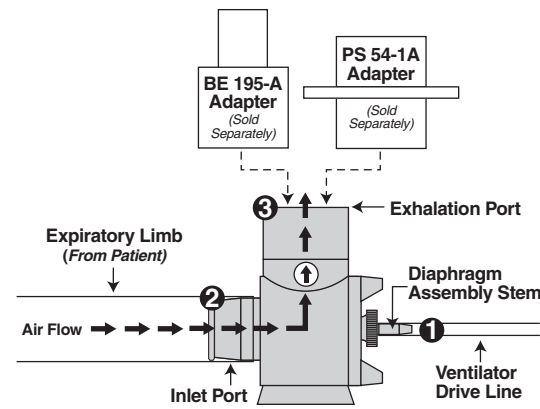 BE 195-A
Adapter
(Sold
Separately)
PS 54-1A
Adapter
(Sold
Separately)
3
Exhalation Port
Expiratory Limb
(From Patient)
2
Diaphragm
Assembly Stem
Air Flow
1
Inlet Port
Ventilator
Drive Line